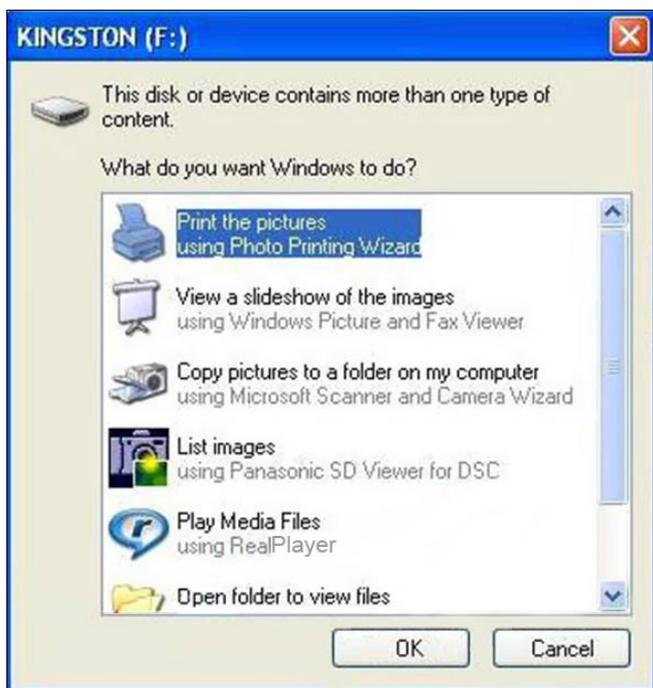 KINGSTON (F:)
This disk or device contains more than one type of
content.
What do you want Windows to do?
Print the pictures
using Photo Printing Wizard
View a slideshow of the images
using Windows Picture and Fax Viewer
Copy pictures to a folder on my computer
using Microsoft Scanner and Camera Wizard
List images
using Panasonic SD Viewer for DSC
Play Media Files
using RealPlayer
Open folder to view files
OK Cancel